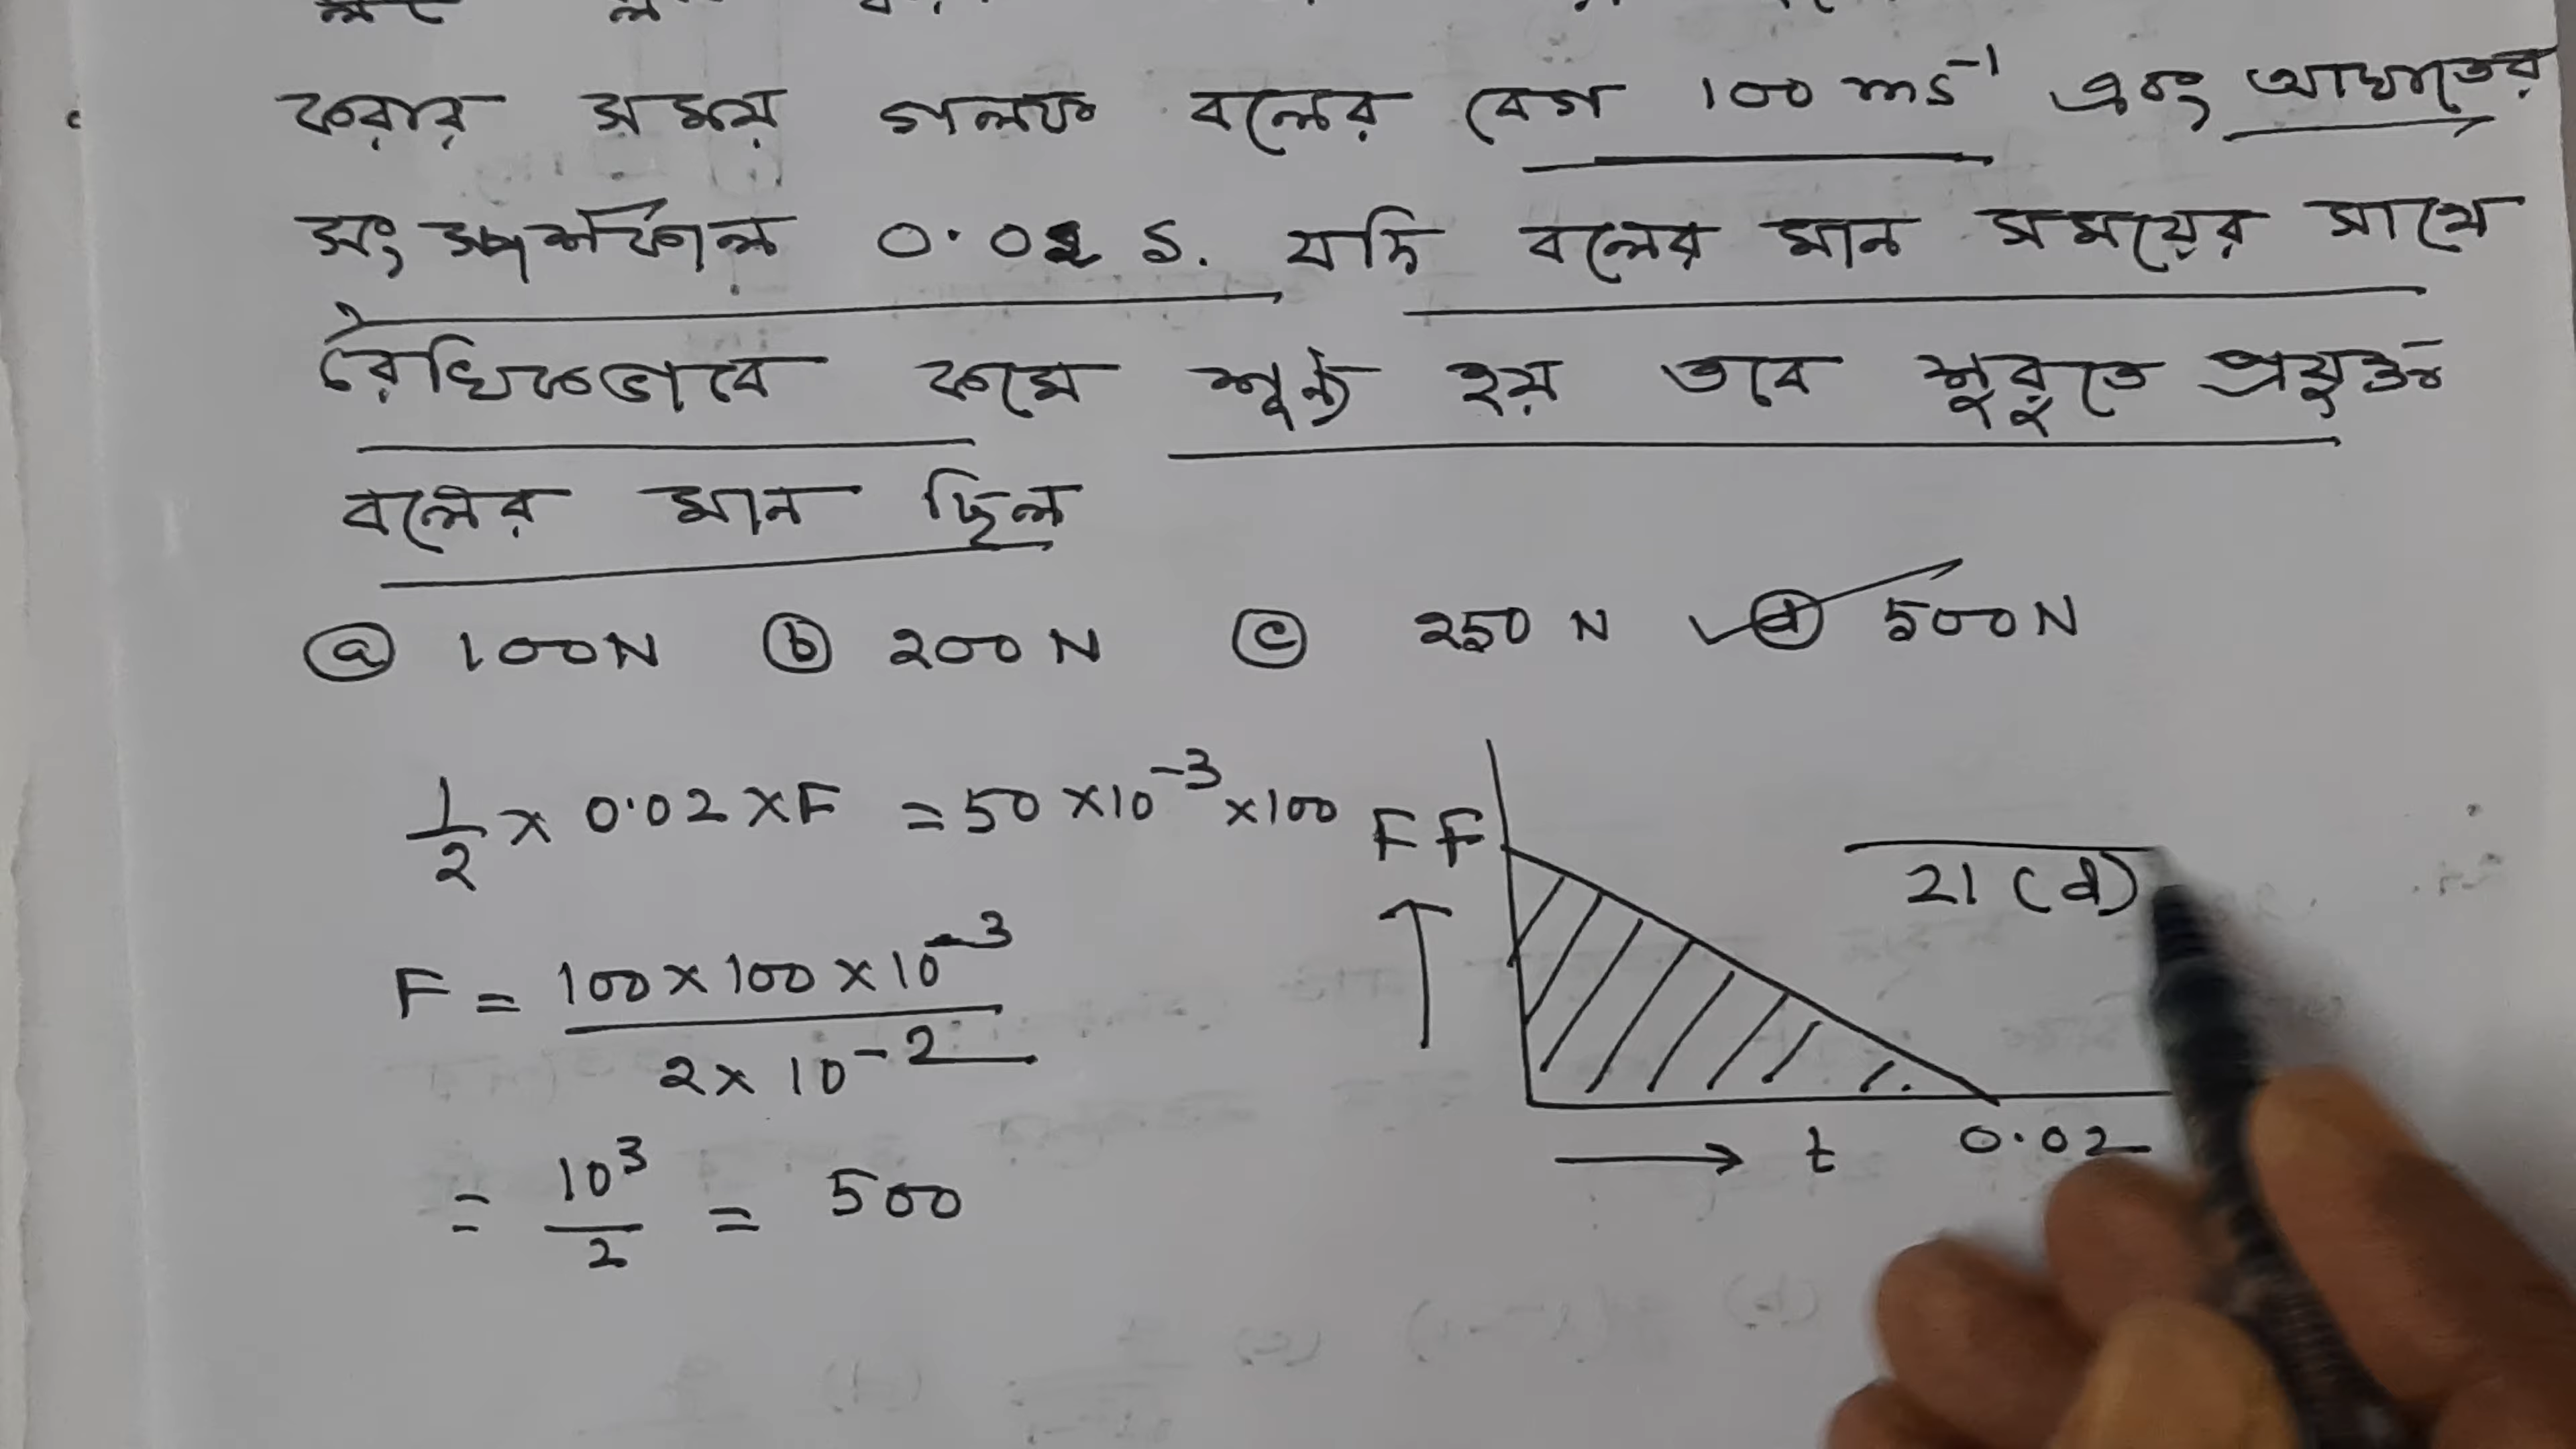 করার সময় গলফ বলের বেগ 100 ms⁻¹ এবং আঘাতের
সংস্পর্শকাল 0.02 s. যদি বলের মান সময়ের সাথে
রৈখিকভাবে কমে শূন্য হয় তবে শুরুতে প্রযুক্ত
বলের মান ছিল
ⓐ 100N ⓑ 200N ⓒ 250N ⓓ 500N
1/2 × 0.02 × F = 50 × 10⁻³ × 100
F F
21 (d)
F = 100 × 100 × 10⁻³ / 2 × 10⁻²
t 0.02
= 10³/2 = 500